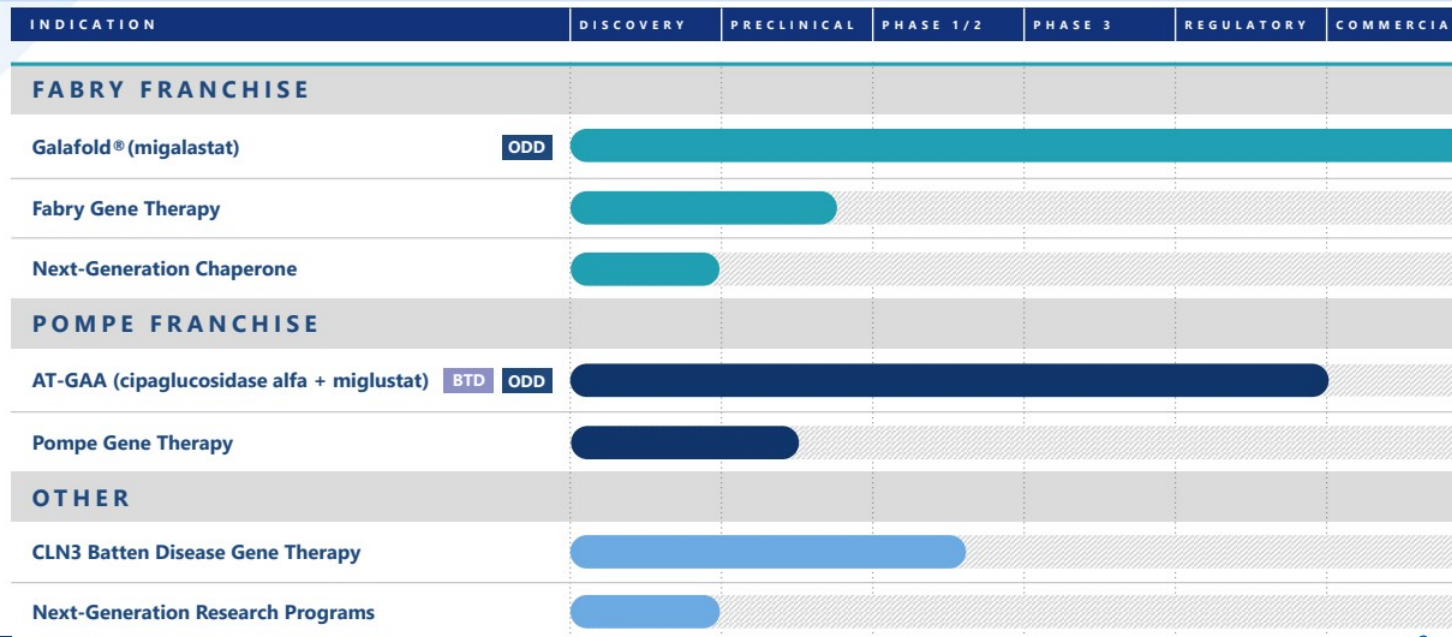 INDICATION DISCOVERY PRECLINICAL PHASE 1/2 PHASE 3 REGULATORY COMMERCIA
FABRY FRANCHISE
Galafold® (migalastat) ODD
Fabry Gene Therapy
Next-Generation Chaperone
POMPE FRANCHISE
AT-GAA (cipaglucosidase alfa + miglustat) BTD ODD
Pompe Gene Therapy
OTHER
CLN3 Batten Disease Gene Therapy
Next-Generation Research Programs